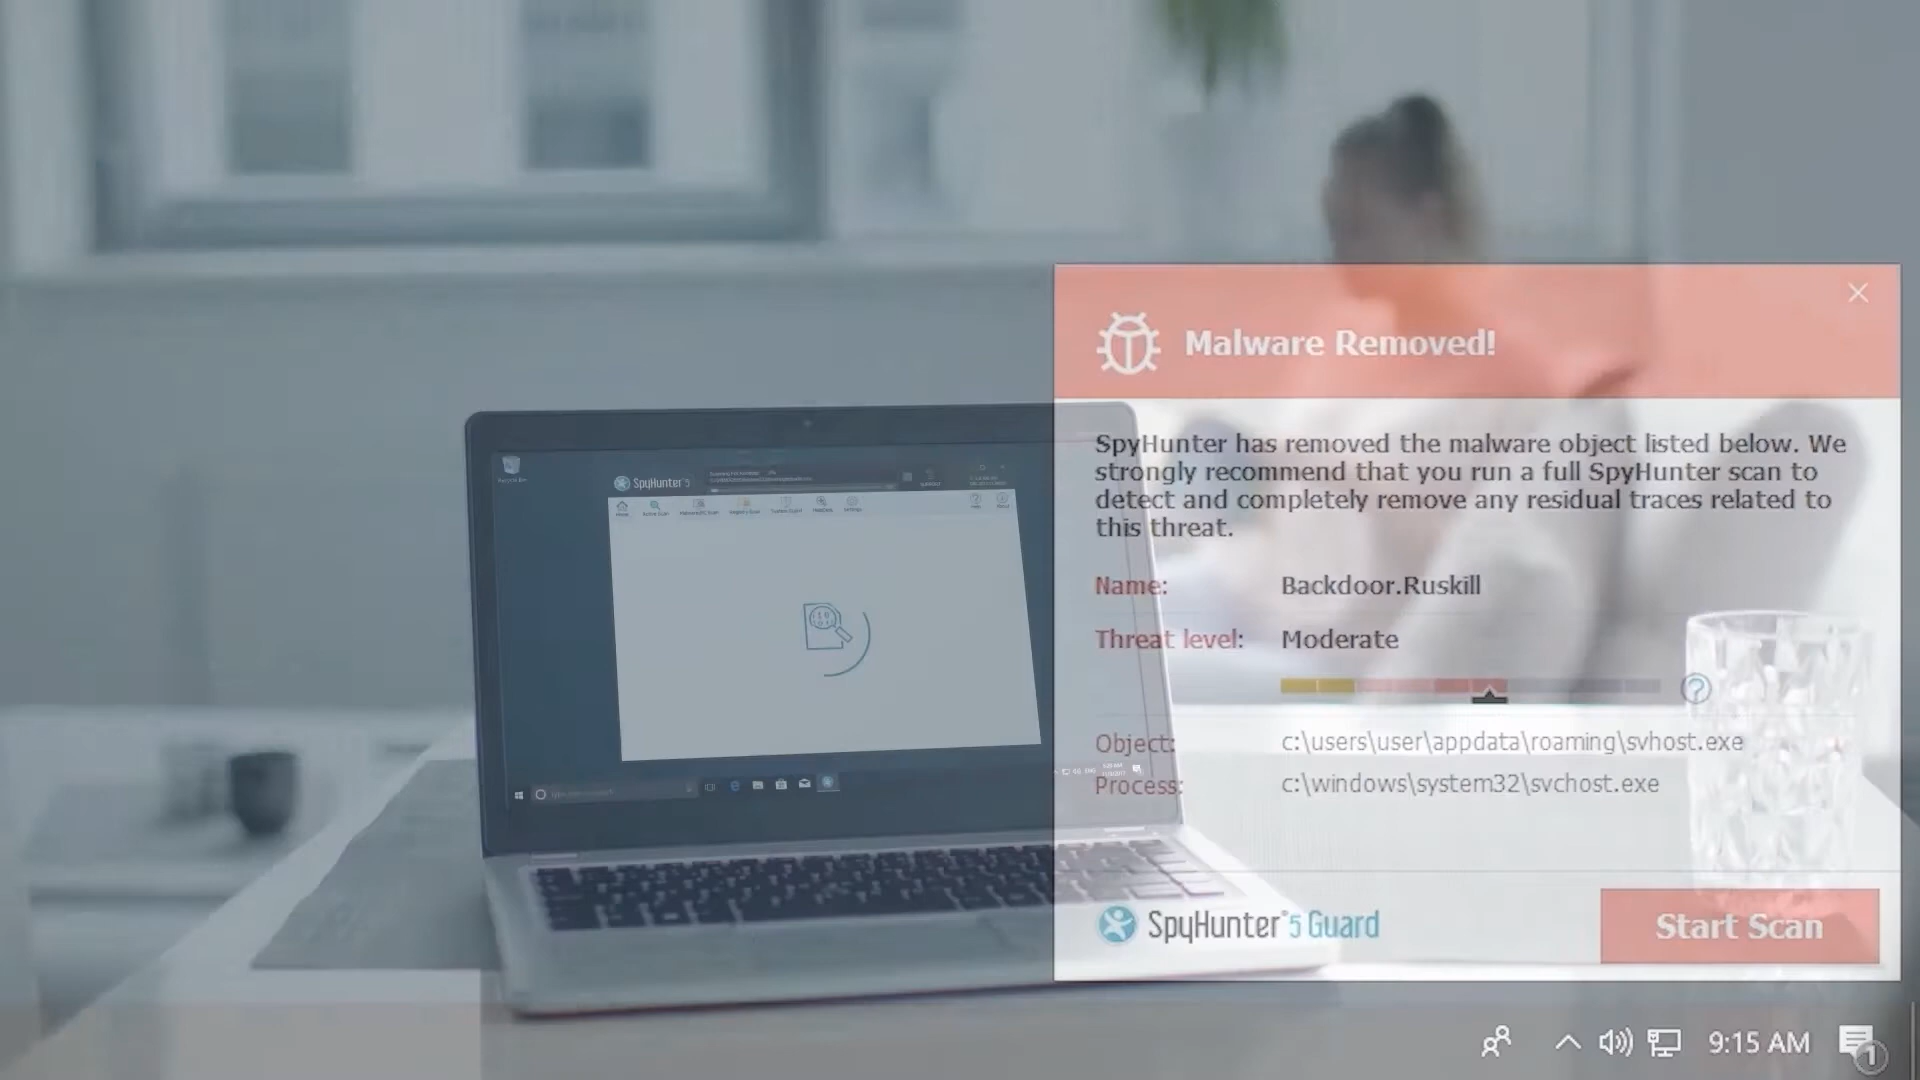 Malware Removed!
SpyHunter has removed the malware object listed below. We
strongly recommend that you run a full SpyHunter scan to
detect and completely remove any residual traces related to
this threat.
Name: Backdoor.Ruskill
Threat level: Moderate
Object: c:\users\user\appdata\roaming\svhost.exe
Process: c:\windows\system32\svchost.exe
SpyHunter® 5 Guard
Start Scan
9:15 AM
1
SpyHunter® 5